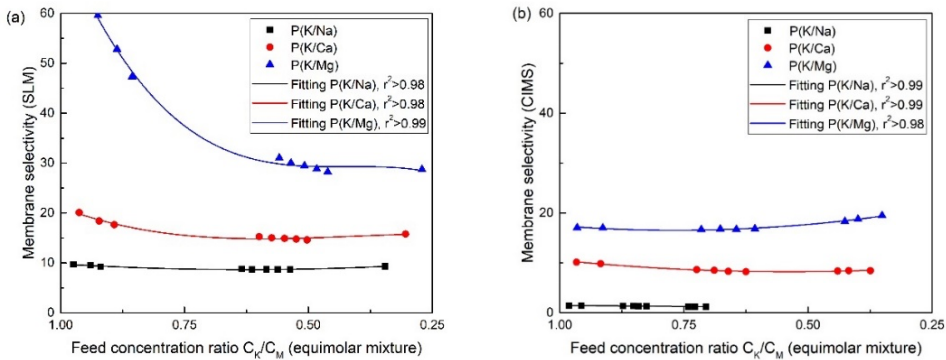 (a)
60
50
40
30
20
10
0
Membrane selectivity (SLM)
P(K/Na)
P(K/Ca)
P(K/Mg)
Fitting P(K/Na), r²>0.98
Fitting P(K/Ca), r²>0.98
Fitting P(K/Mg), r²>0.99
1.00 0.75 0.50 0.25
Feed concentration ratio C_K/C_M (equimolar mixture)
(b)
60
50
40
30
20
10
0
Membrane selectivity (CIMS)
P(K/Na)
P(K/Ca)
P(K/Mg)
Fitting P(K/Na), r²>0.99
Fitting P(K/Ca), r²>0.99
Fitting P(K/Mg), r²>0.98
1.00 0.75 0.50 0.25
Feed concentration ratio C_K/C_M (equimolar mixture)